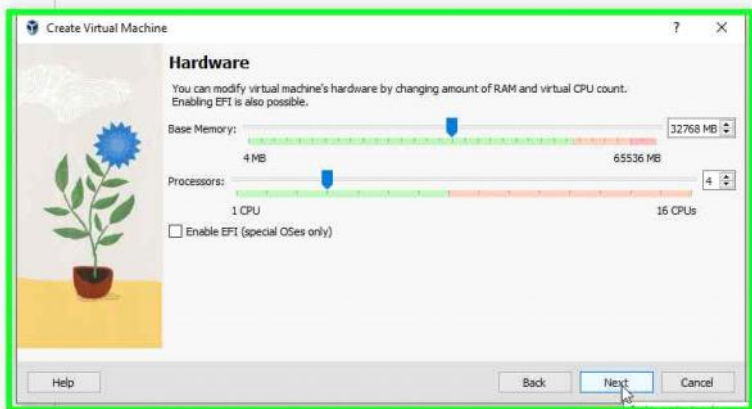 Create Virtual Machine
Hardware
You can modify virtual machine's hardware by changing amount of RAM and virtual CPU count.
Enabling EFI is also possible.
Base Memory: 32768 MB
4 MB 65536 MB
Processors: 4
1 CPU 16 CPUs
Enable EFI (special OSes only)
Help Back Next Cancel